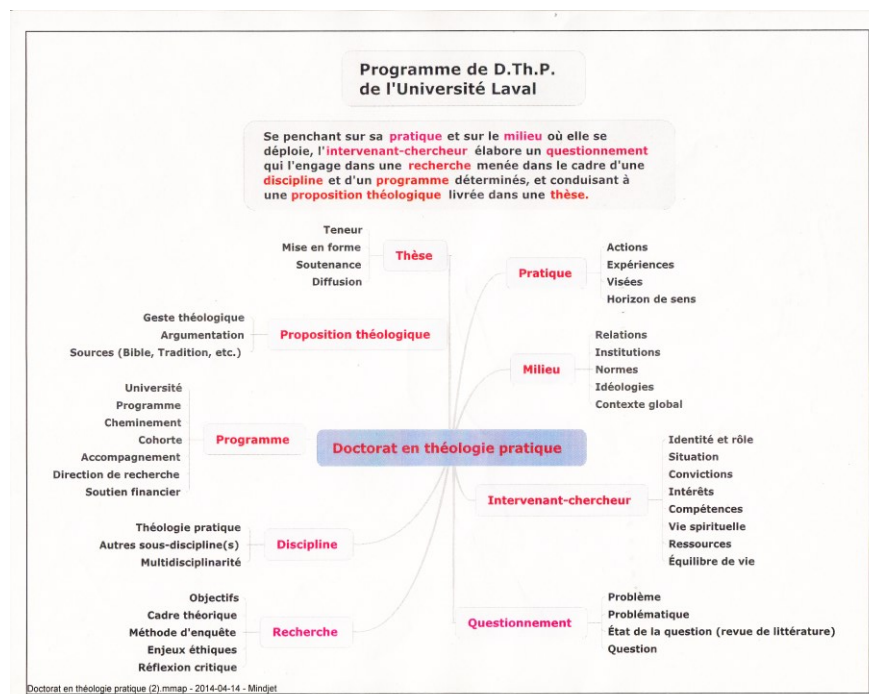 Programme de D.Th.P.
de l'Université Laval
Se penchant sur sa pratique et sur le milieu où elle se
déploie, l'intervenant-chercheur élabore un questionnement
qui l'engage dans une recherche menée dans le cadre d'une
discipline et d'un programme déterminés, et conduisant à
une proposition théologique livrée dans une thèse.
Teneur
Mise en forme
Soutenance
Diffusion
Thèse
Geste théologique
Argumentation
Sources (Bible, Tradition, etc.)
Proposition théologique
Université
Programme
Cheminement
Cohorte
Accompagnement
Direction de recherche
Soutien financier
Programme
Théologie pratique
Autres sous-discipline(s)
Multidisciplinarité
Discipline
Objectifs
Cadre théorique
Méthode d'enquête
Enjeux éthiques
Réflexion critique
Recherche
Doctorat en théologie pratique
Pratique
Actions
Expériences
Visées
Horizon de sens
Milieu
Relations
Institutions
Normes
Idéologies
Contexte global
Intervenant-chercheur
Identité et rôle
Situation
Convictions
Intérêts
Compétences
Vie spirituelle
Ressources
Équilibre de vie
Questionnement
Problème
Problématique
État de la question (revue de littérature)
Question
Doctorat en théologie pratique (2).mmap - 2014-04-14 - Mindjet